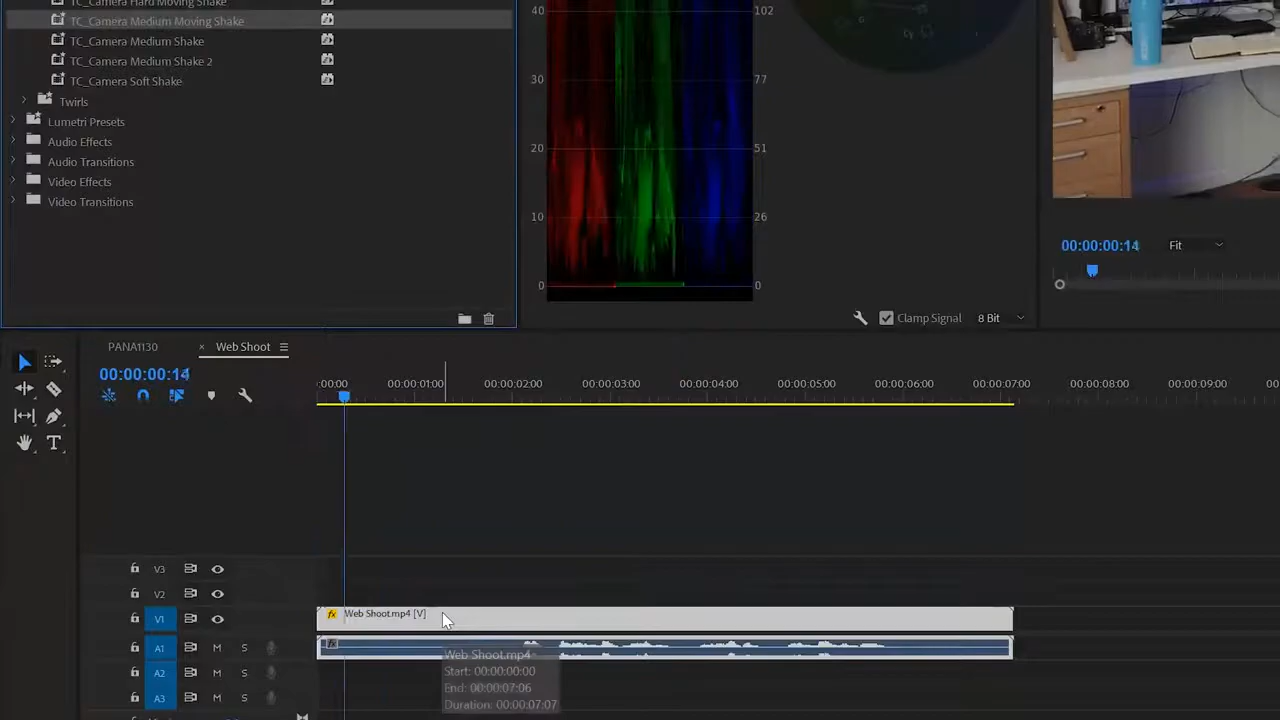 TC_Camera Hard Moving Shake
TC_Camera Medium Moving Shake
TC_Camera Medium Shake
TC_Camera Medium Shake 2
TC_Camera Soft Shake
Twirls
Lumetri Presets
Audio Effects
Audio Transitions
Video Effects
Video Transitions
40
30
20
10
0
102
77
51
26
0
Clamp Signal 8 Bit
00:00:00:14 Fit
PANA1130 × Web Shoot
00:00:00:14
:00:00 00:00:01:00 00:00:02:00 00:00:03:00 00:00:04:00 00:00:05:00 00:00:06:00 00:00:07:00 00:00:08:00 00:00:09:00
T
V3
V2
V1 fx Web Shoot.mp4 [V]
A1 M S fx
A2 M S
A3 M S
Web Shoot.mp4
Start: 00:00:00:00
End: 00:00:07:06
Duration: 00:00:07:07